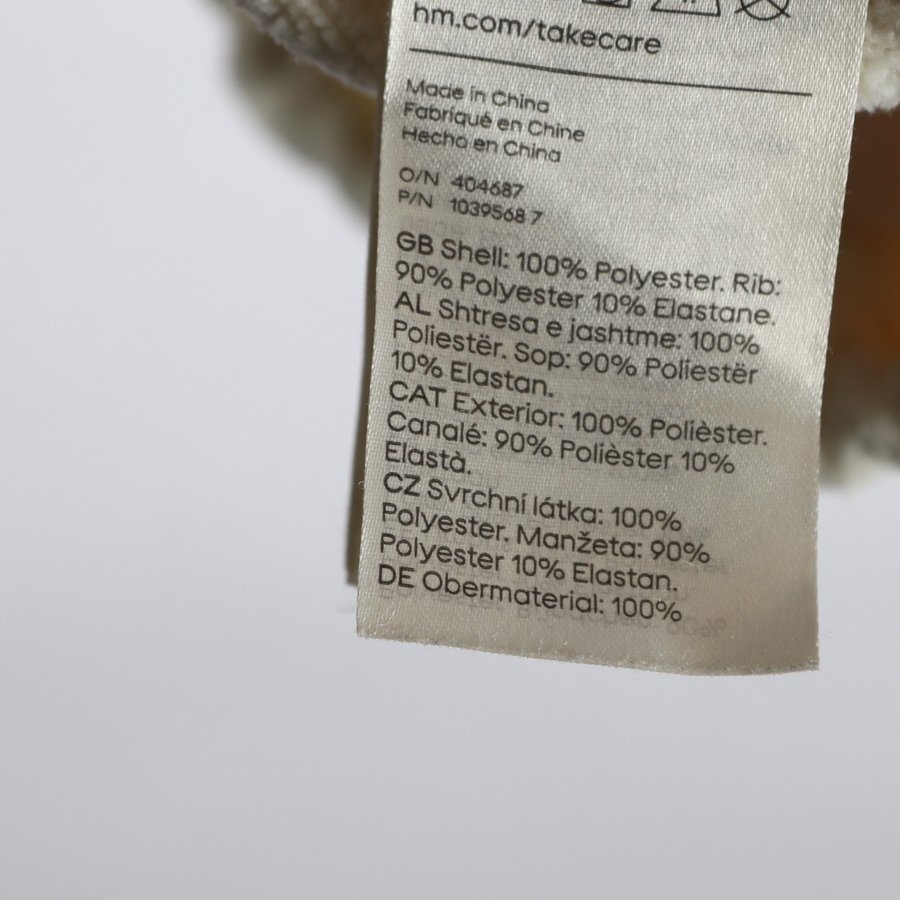 hm.com/takecare
Made in China
Fabriqué en Chine
Hecho en China
O/N 404687
P/N 1039568 7
GB Shell: 100% Polyester. Rib:
90% Polyester 10% Elastane.
AL Shtresa e jashtme: 100%
Poliestër. Sop: 90% Poliestër
10% Elastan.
CAT Exterior: 100% Polièster.
Canalé: 90% Polièster 10%
Elastà.
CZ Svrchní látka: 100%
Polyester. Manžeta: 90%
Polyester 10% Elastan.
DE Obermaterial: 100%